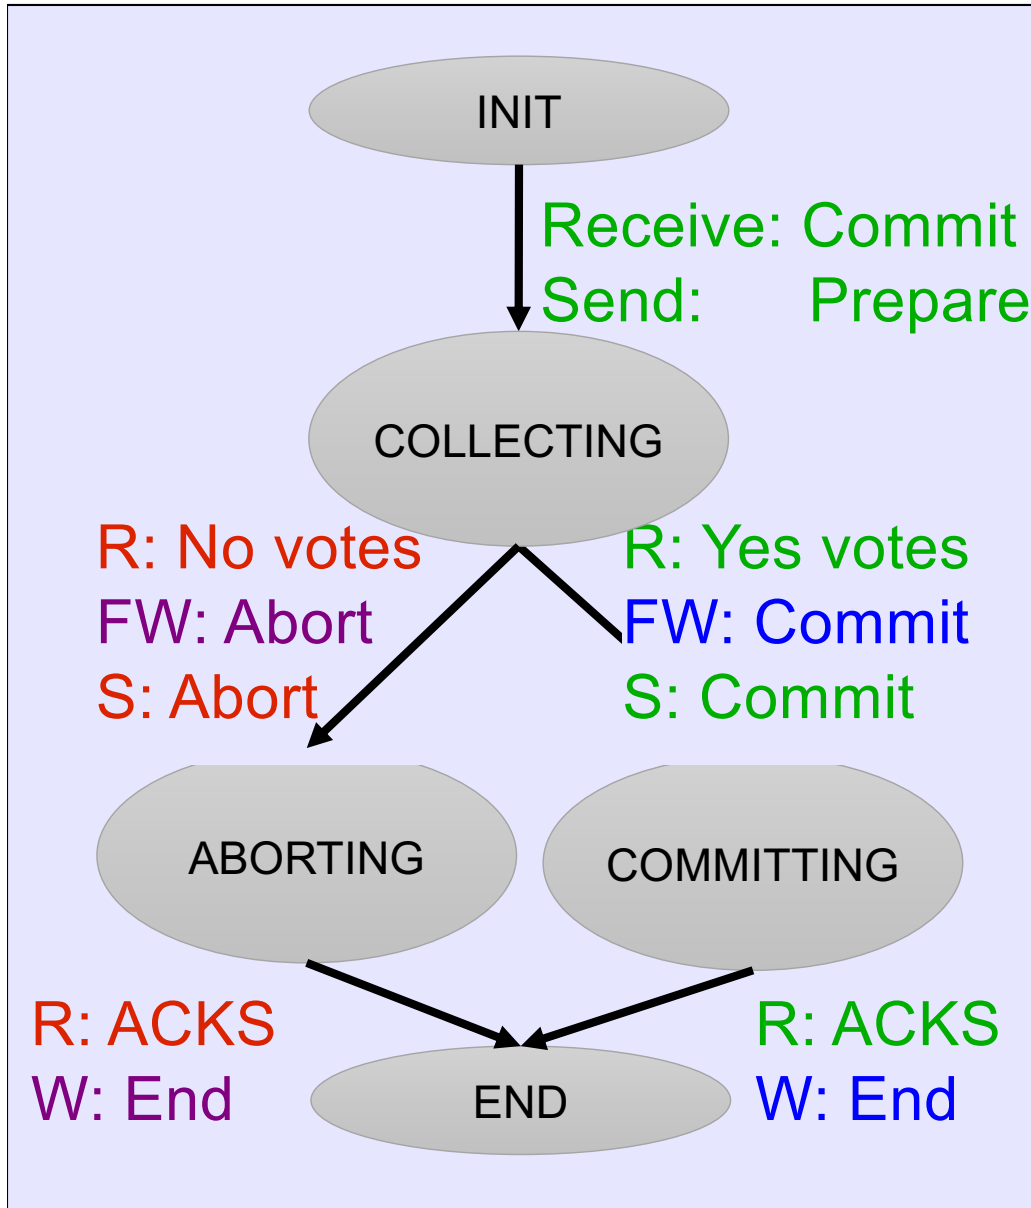 INIT
Receive: Commit
Send: Prepare
COLLECTING
R: No votes
FW: Abort
S: Abort
R: Yes votes
FW: Commit
S: Commit
ABORTING
COMMITTING
R: ACKS
W: End
R: ACKS
W: End
END